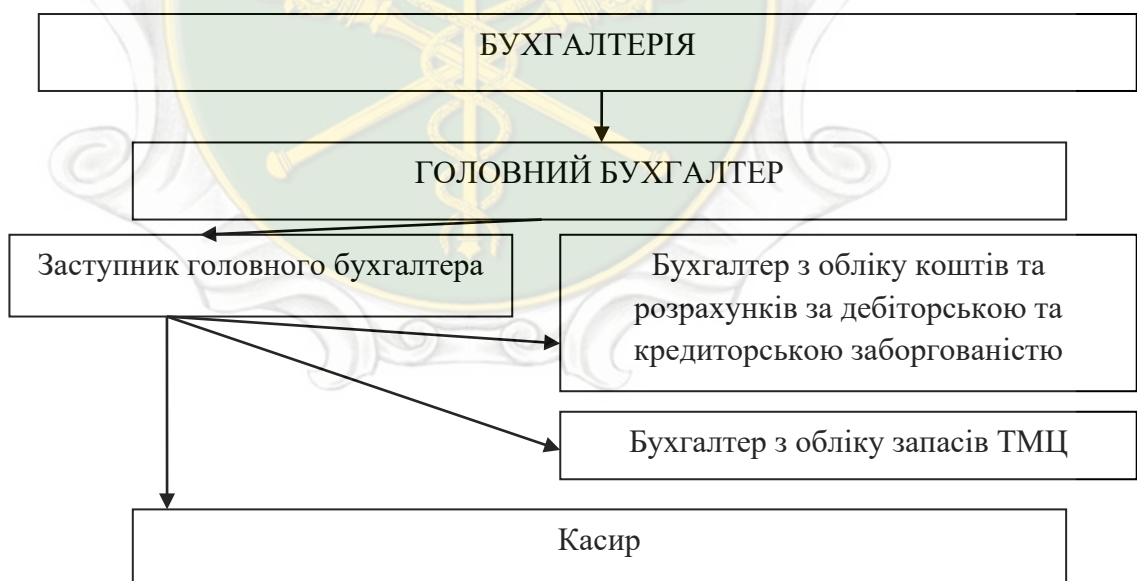 БУХГАЛТЕРІЯ
ГОЛОВНИЙ БУХГАЛТЕР
Заступник головного бухгалтера
Бухгалтер з обліку коштів та
розрахунків за дебіторською та
кредиторською заборгованістю
Бухгалтер з обліку запасів ТМЦ
Касир